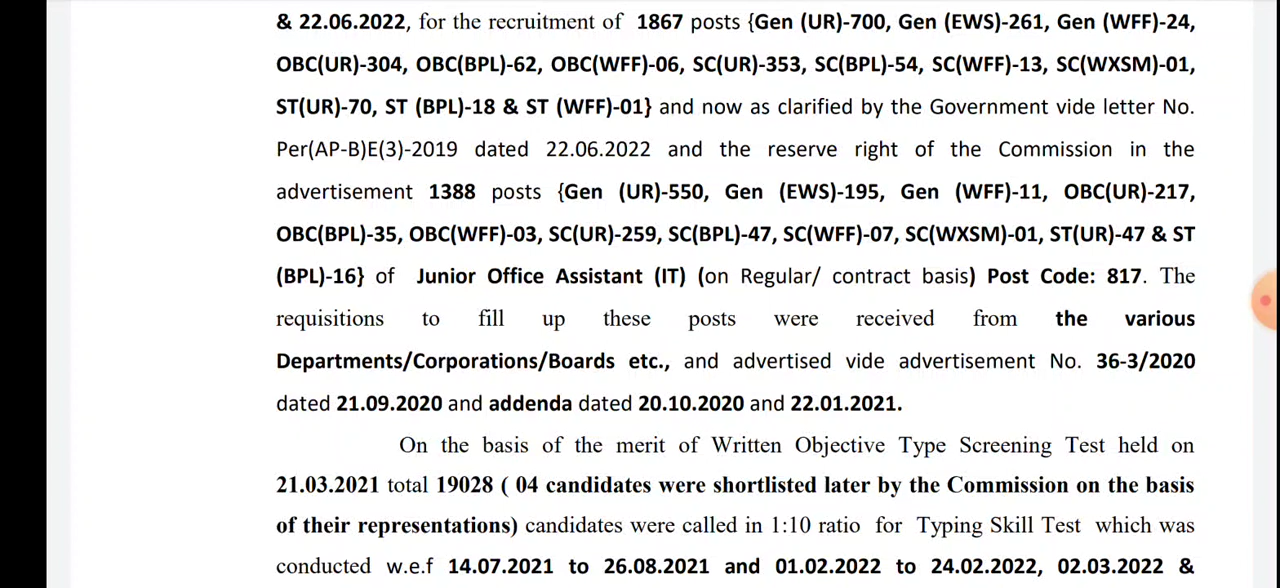 & 22.06.2022, for the recruitment of 1867 posts {Gen (UR)-700, Gen (EWS)-261, Gen (WFF)-24,
OBC(UR)-304, OBC(BPL)-62, OBC(WFF)-06, SC(UR)-353, SC(BPL)-54, SC(WFF)-13, SC(WXSM)-01,
ST(UR)-70, ST (BPL)-18 & ST (WFF)-01} and now as clarified by the Government vide letter No.
Per(AP-B)E(3)-2019 dated 22.06.2022 and the reserve right of the Commission in the
advertisement 1388 posts {Gen (UR)-550, Gen (EWS)-195, Gen (WFF)-11, OBC(UR)-217,
OBC(BPL)-35, OBC(WFF)-03, SC(UR)-259, SC(BPL)-47, SC(WFF)-07, SC(WXSM)-01, ST(UR)-47 & ST
(BPL)-16} of Junior Office Assistant (IT) (on Regular/ contract basis) Post Code: 817. The
requisitions to fill up these posts were received from the various
Departments/Corporations/Boards etc., and advertised vide advertisement No. 36-3/2020
dated 21.09.2020 and addenda dated 20.10.2020 and 22.01.2021.
On the basis of the merit of Written Objective Type Screening Test held on
21.03.2021 total 19028 ( 04 candidates were shortlisted later by the Commission on the basis
of their representations) candidates were called in 1:10 ratio for Typing Skill Test which was
conducted w.e.f 14.07.2021 to 26.08.2021 and 01.02.2022 to 24.02.2022, 02.03.2022 &